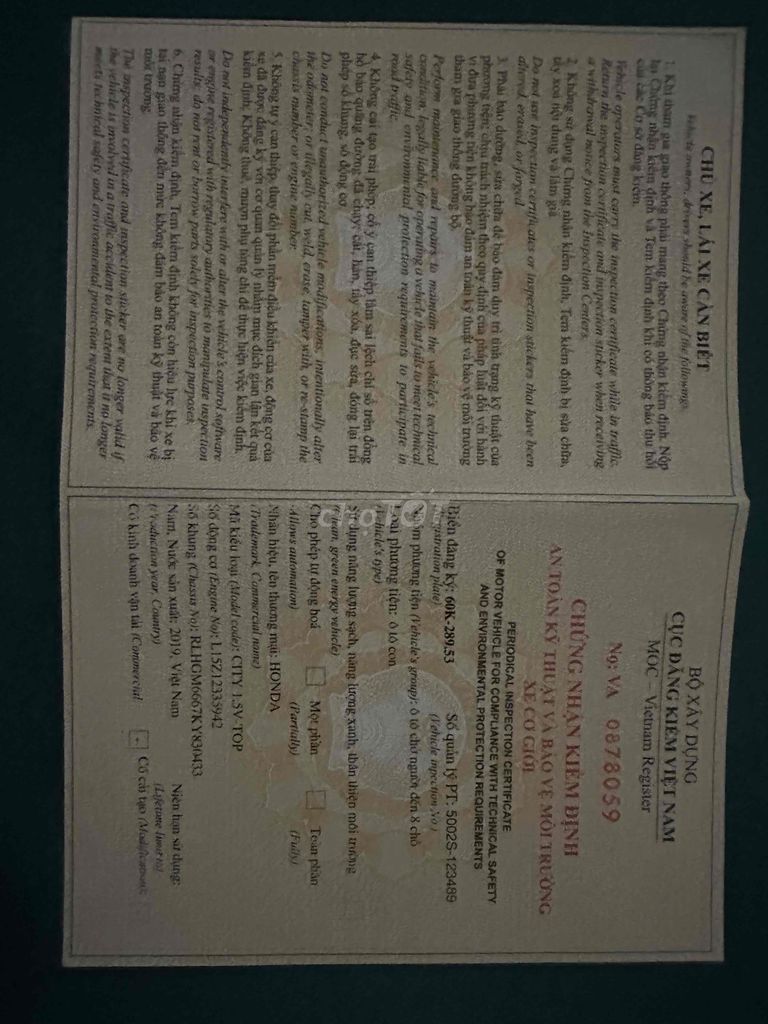 CHỦ XE, LÁI XE CẦN BIẾT
Vehicle owners, drivers should be aware of the followings:
1. Khi tham gia giao thông phải mang theo Chứng nhận kiểm định. Nộp
lại Chứng nhận kiểm định và Tem kiểm định khi có thông báo thu hồi
của các Cơ sở đăng kiểm.
Vehicle operators must carry the inspection certificate while in traffic.
Return the inspection certificate and inspection sticker when receiving
a withdrawal notice from the Inspection Centers.
2. Không sử dụng Chứng nhận kiểm định, Tem kiểm định bị sửa chữa,
tẩy xoá nội dung và làm giả.
Do not use inspection certificates or inspection stickers that have been
altered, erased, or forged.
3. Phải bảo dưỡng, sửa chữa để bảo đảm duy trì tình trạng kỹ thuật của
phương tiện; chịu trách nhiệm theo quy định của pháp luật đối với hành
vi đưa phương tiện không bảo đảm an toàn kỹ thuật và bảo vệ môi trường
tham gia giao thông đường bộ.
Perform maintenance and repairs to maintain the vehicle's technical
condition, legally liable for operating a vehicle that fails to meet technical
safety and environmental protection requirements to participate in
road traffic.
4. Không cải tạo trái phép, cố ý can thiệp làm sai lệch chỉ số trên đồng
hồ báo quãng đường đã chạy; cắt, hàn, tẩy xóa, đục sửa, đóng lại trái
phép số khung, số động cơ
Do not conduct unauthorized vehicle modifications, intentionally alter
the odometer; or illegally cut, weld, erase, tamper with, or re-stamp the
chassis number or engine number.
5. Không tự ý can thiệp, thay đổi phần mềm điều khiển của xe, động cơ của
xe đã được đăng ký với cơ quan quản lý nhằm mục đích gian lận kết quả
kiểm định; Không thuê, mượn phụ tùng chỉ để thực hiện việc kiểm định.
Do not independently interfere with or alter the vehicle's control software
or engine registered with regulatory authorities to manipulate inspection
results; do not rent or borrow parts solely for inspection purposes.
6. Chứng nhận kiểm định, Tem kiểm định không còn hiệu lực khi xe bị
tai nạn giao thông đến mức không đảm bảo an toàn kỹ thuật và bảo vệ
môi trường.
The inspection certificate and inspection sticker are no longer valid if
the vehicle is involved in a traffic accident to the extent that it no longer
meets technical safety and environmental protection requirements.
BỘ XÂY DỰNG
CỤC ĐĂNG KIỂM VIỆT NAM
MOC - Vietnam Register
No: VA 0878059
CHỨNG NHẬN KIỂM ĐỊNH
AN TOÀN KỸ THUẬT VÀ BẢO VỆ MÔI TRƯỜNG
XE CƠ GIỚI
PERIODICAL INSPECTION CERTIFICATE
OF MOTOR VEHICLE FOR COMPLIANCE WITH TECHNICAL SAFETY
AND ENVIRONMENTAL PROTECTION REQUIREMENTS
Biển đăng ký: 60K-289.53 Số quản lý PT: 5002S-123489
(Registration plate) (Vehicle inpection No)
Nhóm phương tiện (Vehicle's group): ô tô chở người đến 8 chỗ
Loại phương tiện: ô tô con
(Vehicle's type)
Sử dụng năng lượng sạch, năng lượng xanh, thân thiện môi trường
(Clean, green energy vehicle)
Cho phép tự động hoá Một phần Toàn phần
(Allows automation) (Partially) (Fully)
Nhãn hiệu, tên thương mại: HONDA
(Trademark, Commercial name)
Mã kiểu loại (Model code): CITY 1.5V-TOP
Số động cơ (Engine No): L15Z12335942
Số khung (Chassis No): RLHGM6667KY830433
Năm, Nước sản xuất: 2019, Việt Nam Niên hạn sử dụng:
(Production year, Country) (Lifetime limit to)
Có kinh doanh vận tải (Commercial Có cải tạo (Modification):
chợ TỐT